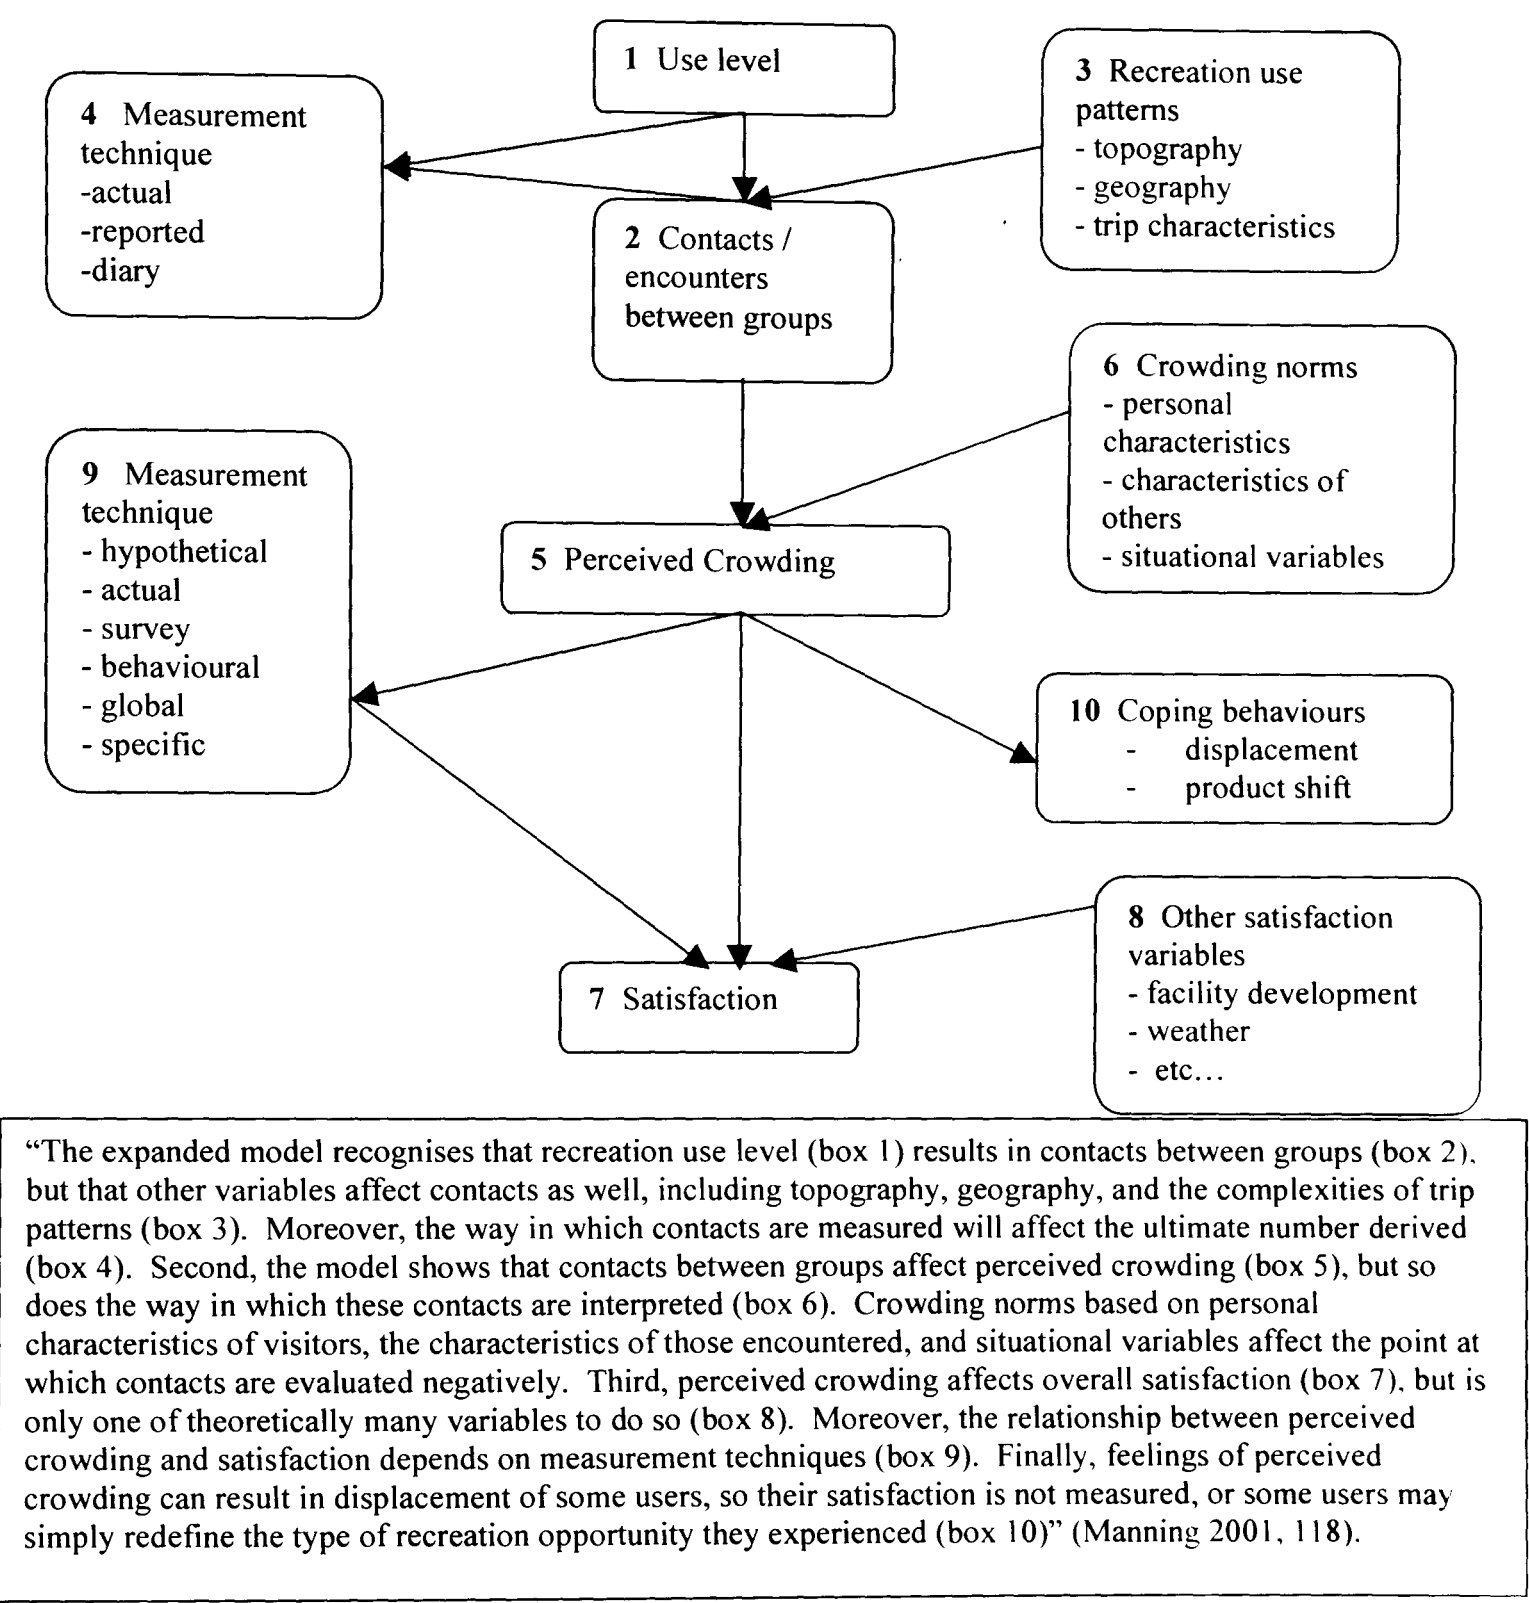 1 Use level
3 Recreation use
patterns
- topography
- geography
- trip characteristics
4 Measurement
technique
-actual
-reported
-diary
2 Contacts /
encounters
between groups
6 Crowding norms
- personal
characteristics
- characteristics of
others
- situational variables
9 Measurement
technique
- hypothetical
- actual
- survey
- behavioural
- global
- specific
5 Perceived Crowding
10 Coping behaviours
- displacement
- product shift
8 Other satisfaction
variables
- facility development
- weather
- etc...
7 Satisfaction
“The expanded model recognises that recreation use level (box 1) results in contacts between groups (box 2),
but that other variables affect contacts as well, including topography, geography, and the complexities of trip
patterns (box 3). Moreover, the way in which contacts are measured will affect the ultimate number derived
(box 4). Second, the model shows that contacts between groups affect perceived crowding (box 5), but so
does the way in which these contacts are interpreted (box 6). Crowding norms based on personal
characteristics of visitors, the characteristics of those encountered, and situational variables affect the point at
which contacts are evaluated negatively. Third, perceived crowding affects overall satisfaction (box 7), but is
only one of theoretically many variables to do so (box 8). Moreover, the relationship between perceived
crowding and satisfaction depends on measurement techniques (box 9). Finally, feelings of perceived
crowding can result in displacement of some users, so their satisfaction is not measured, or some users may
simply redefine the type of recreation opportunity they experienced (box 10)” (Manning 2001, 118).